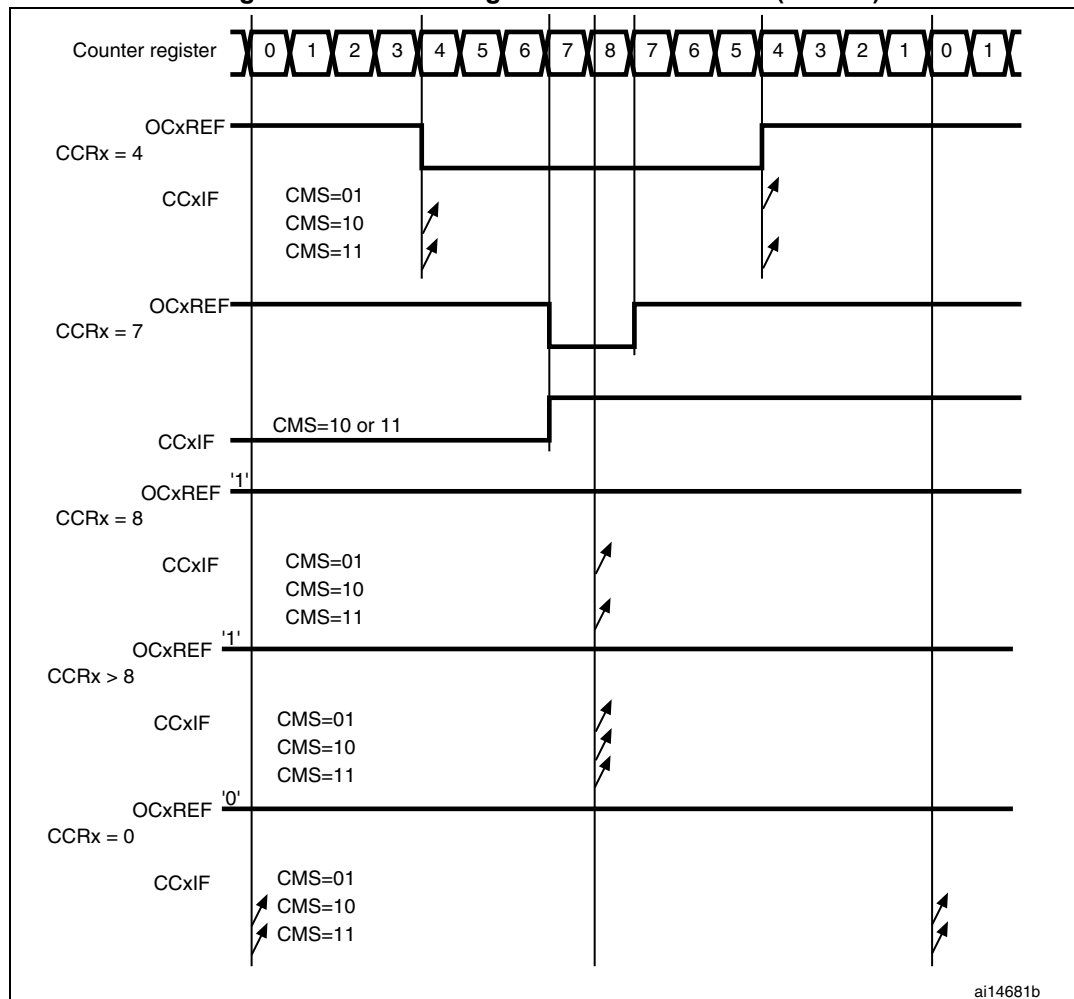 Counter register 0 1 2 3 4 5 6 7 8 7 6 5 4 3 2 1 0 1
OCxREF
CCRx = 4
CCxIF
CMS=01
CMS=10
CMS=11
OCxREF
CCRx = 7
CMS=10 or 11
CCxIF
'1'
OCxREF
CCRx = 8
CCxIF
CMS=01
CMS=10
CMS=11
'1'
OCxREF
CCRx > 8
CCxIF
CMS=01
CMS=10
CMS=11
'0'
OCxREF
CCRx = 0
CCxIF
CMS=01
CMS=10
CMS=11
ai14681b